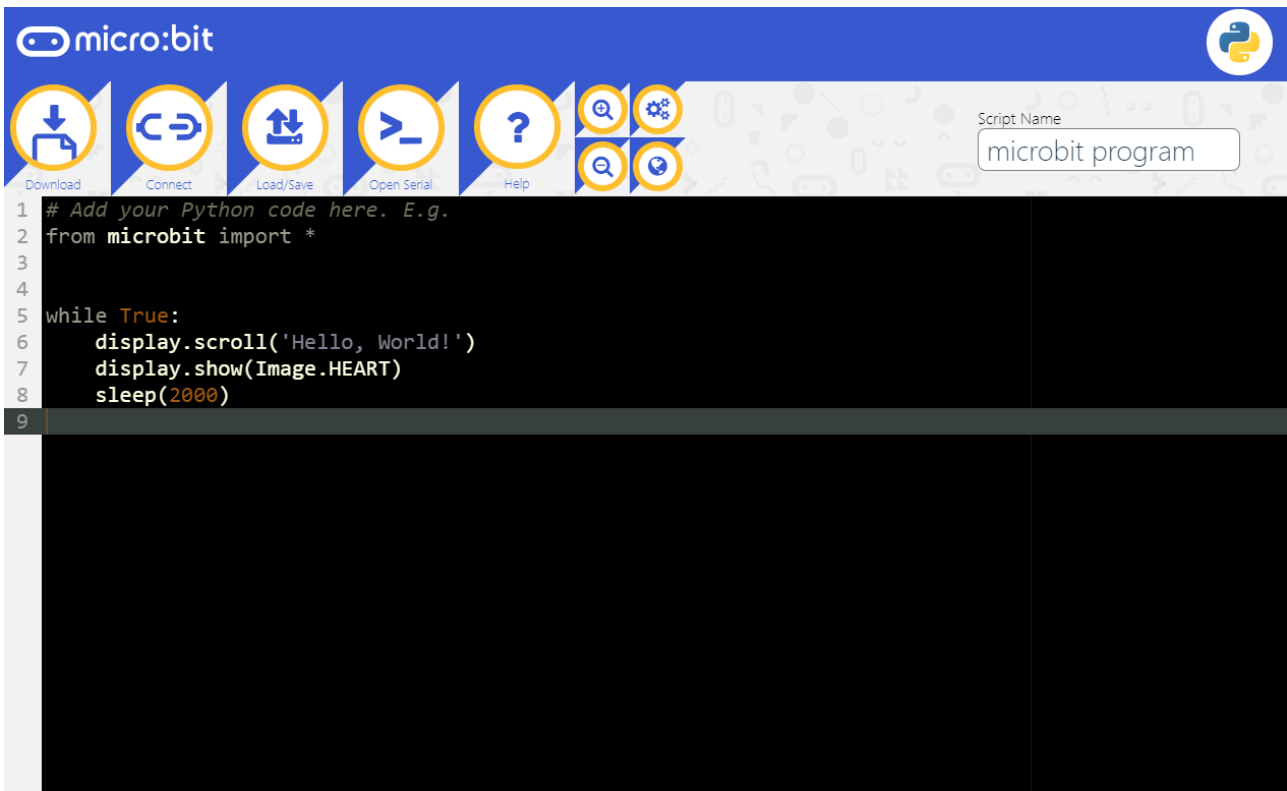 micro:bit
Download
Connect
Load/Save
>_
Open Serial
?
Help
Script Name
microbit program
1 # Add your Python code here. E.g.
2 from microbit import *
3
4
5 while True:
6     display.scroll('Hello, World!')
7     display.show(Image.HEART)
8     sleep(2000)
9